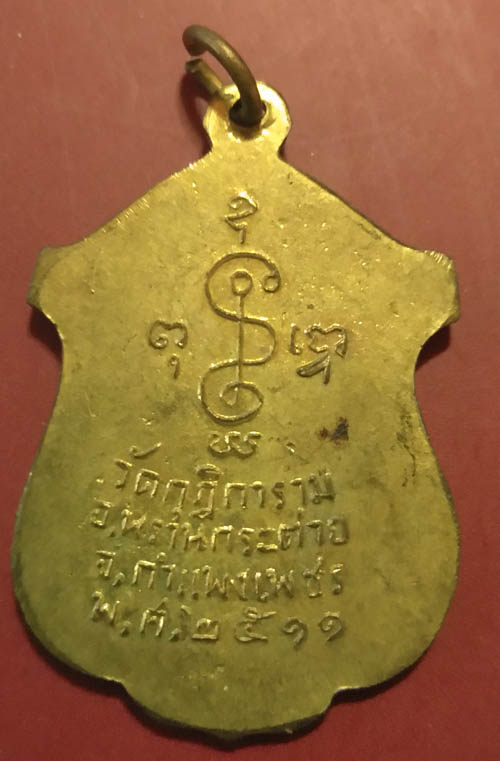 วัดกุฎิการาม
อ,พรานกระต่าย
จ,กำแพงเพชร
พ,ศ,๒๕๑๑